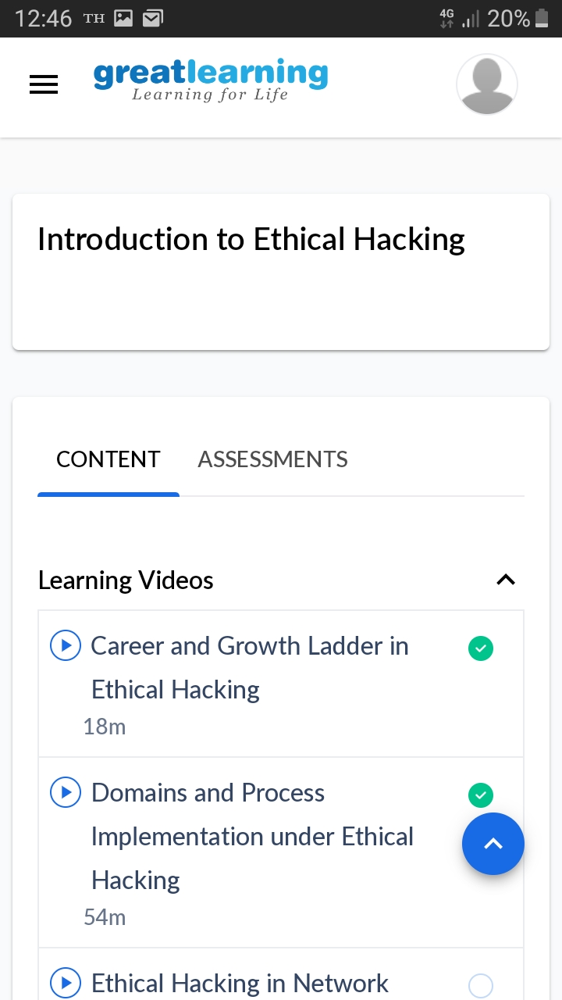 12:46 TH 4G 20%
greatlearning
Learning for Life
Introduction to Ethical Hacking
CONTENT ASSESSMENTS
Learning Videos
Career and Growth Ladder in
Ethical Hacking
18m
Domains and Process
Implementation under Ethical
Hacking
54m
Ethical Hacking in Network